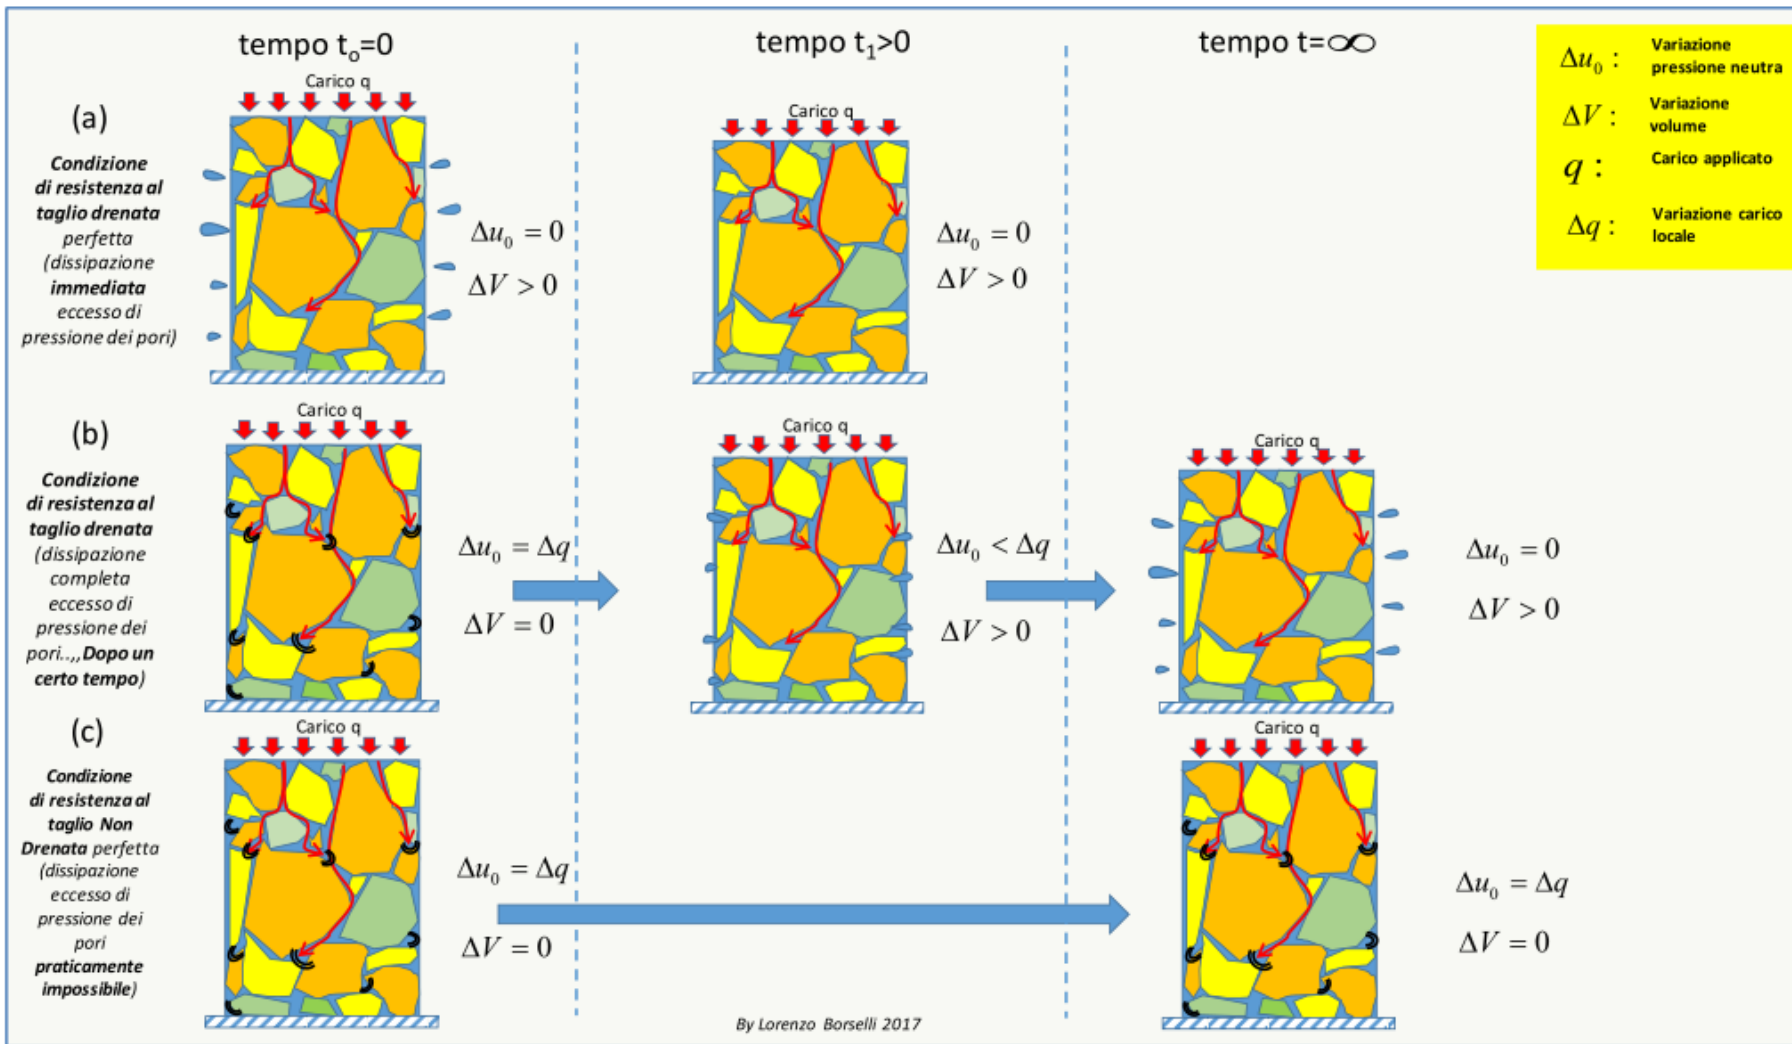 tempo tₒ=0
tempo t₁>0
tempo t=∞
Δu₀ :
Variazione
pressione neutra
ΔV :
Variazione
volume
q :
Carico applicato
Δq :
Variazione carico
locale
(a)
Condizione
di resistenza al
taglio drenata
perfetta
(dissipazione
immediata
eccesso di
pressione dei pori)
Carico q
Δu₀ = 0
ΔV > 0
Carico q
Δu₀ = 0
ΔV > 0
(b)
Condizione
di resistenza al
taglio drenata
(dissipazione
completa
eccesso di
pressione dei
pori..,,Dopo un
certo tempo)
Carico q
Δu₀ = Δq
ΔV = 0
Carico q
Δu₀ < Δq
ΔV > 0
Carico q
Δu₀ = 0
ΔV > 0
(c)
Condizione
di resistenza al
taglio Non
Drenata perfetta
(dissipazione
eccesso di
pressione dei
pori
praticamente
impossibile)
Carico q
Δu₀ = Δq
ΔV = 0
Carico q
Δu₀ = Δq
ΔV = 0
By Lorenzo Borselli 2017